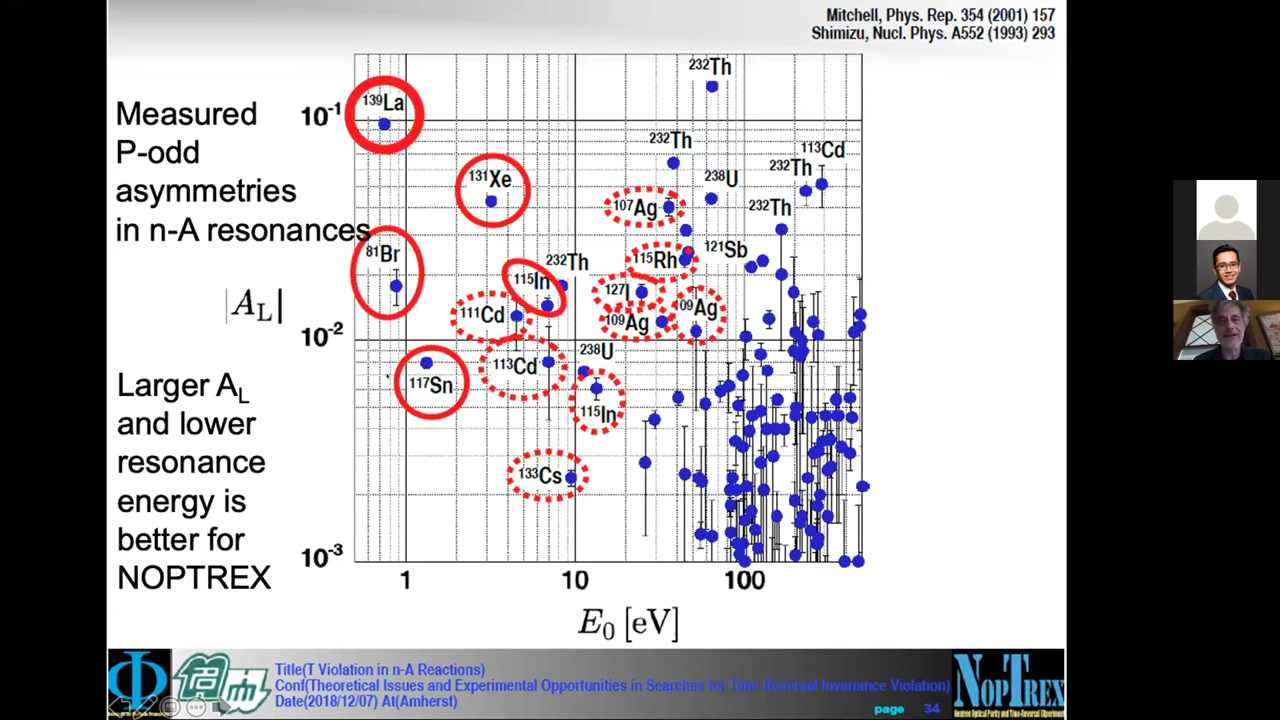 Mitchell, Phys. Rep. 354 (2001) 157
Shimizu, Nucl. Phys. A552 (1993) 293
Measured
P-odd
asymmetries
in n-A resonances
Larger AL
and lower
resonance
energy is
better for
NOPTREX
|AL|
10-1
10-2
10-3
139La
131Xe
81Br
117Sn
115In
232Th
111Cd
113Cd
133Cs
238U
115In
107Ag
115Rh
127I
109Ag
109Ag
121Sb
232Th
232Th
238U
232Th
113Cd
232Th
1
10
100
E0 [eV]
Title(T Violation in n-A Reactions)
Conf(Theoretical Issues and Experimental Opportunities in Searches for Time Reversal Invariance Violation)
Date(2018/12/07) At(Amherst)
page 34
Φ
NOPTREX